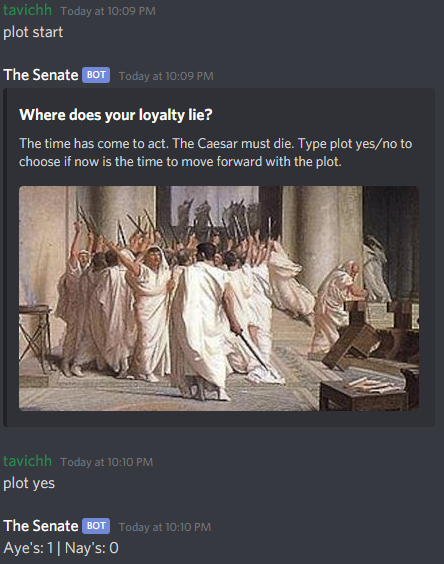 tavichh Today at 10:09 PM
plot start
The Senate BOT Today at 10:09 PM
Where does your loyalty lie?
The time has come to act. The Caesar must die. Type plot yes/no to
choose if now is the time to move forward with the plot.
tavichh Today at 10:10 PM
plot yes
The Senate BOT Today at 10:10 PM
Aye's: 1 | Nay's: 0